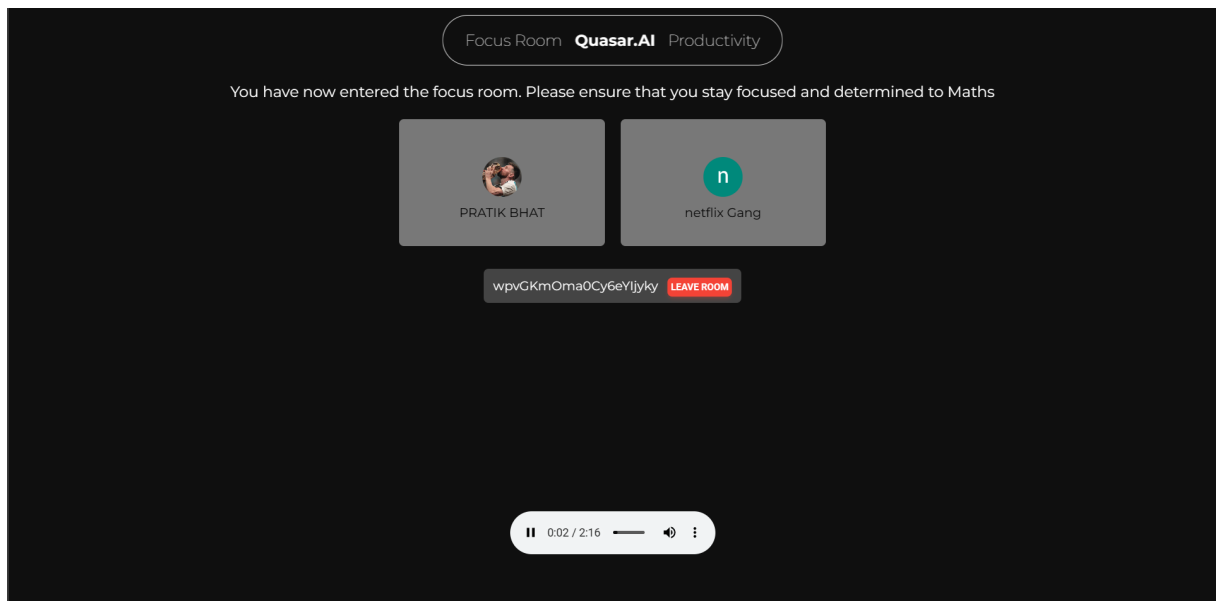 Focus Room Quasar.AI Productivity
You have now entered the focus room. Please ensure that you stay focused and determined to Maths
PRATIK BHAT
n
netflix Gang
wpvGKmOma0Cy6eYIjyky LEAVE ROOM
0:02 / 2:16